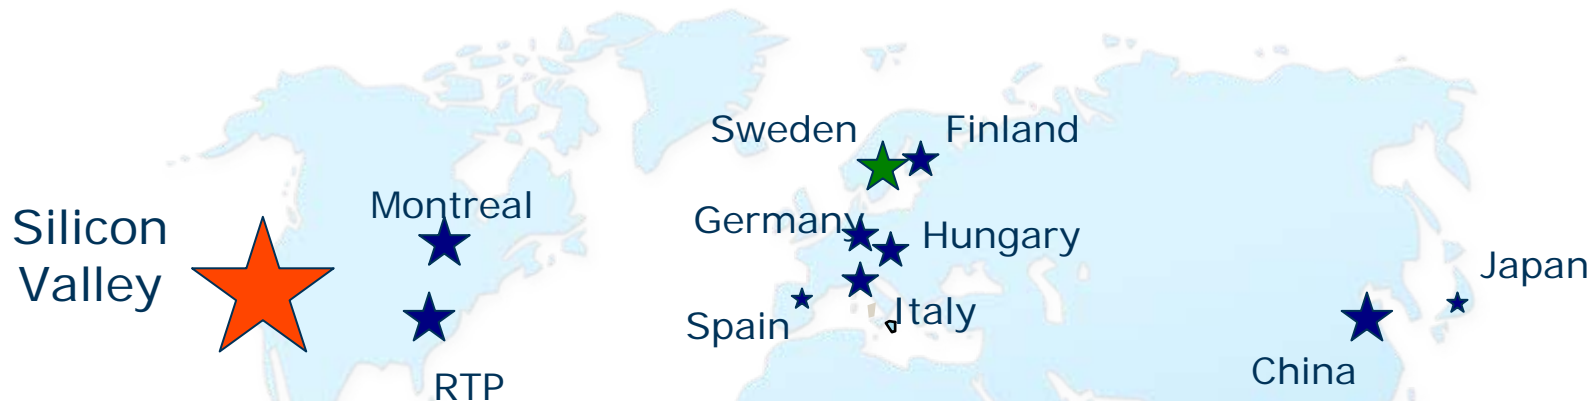 Sweden
Finland
Montreal
Silicon
Valley
Germany
Hungary
Japan
Italy
Spain
China
RTP